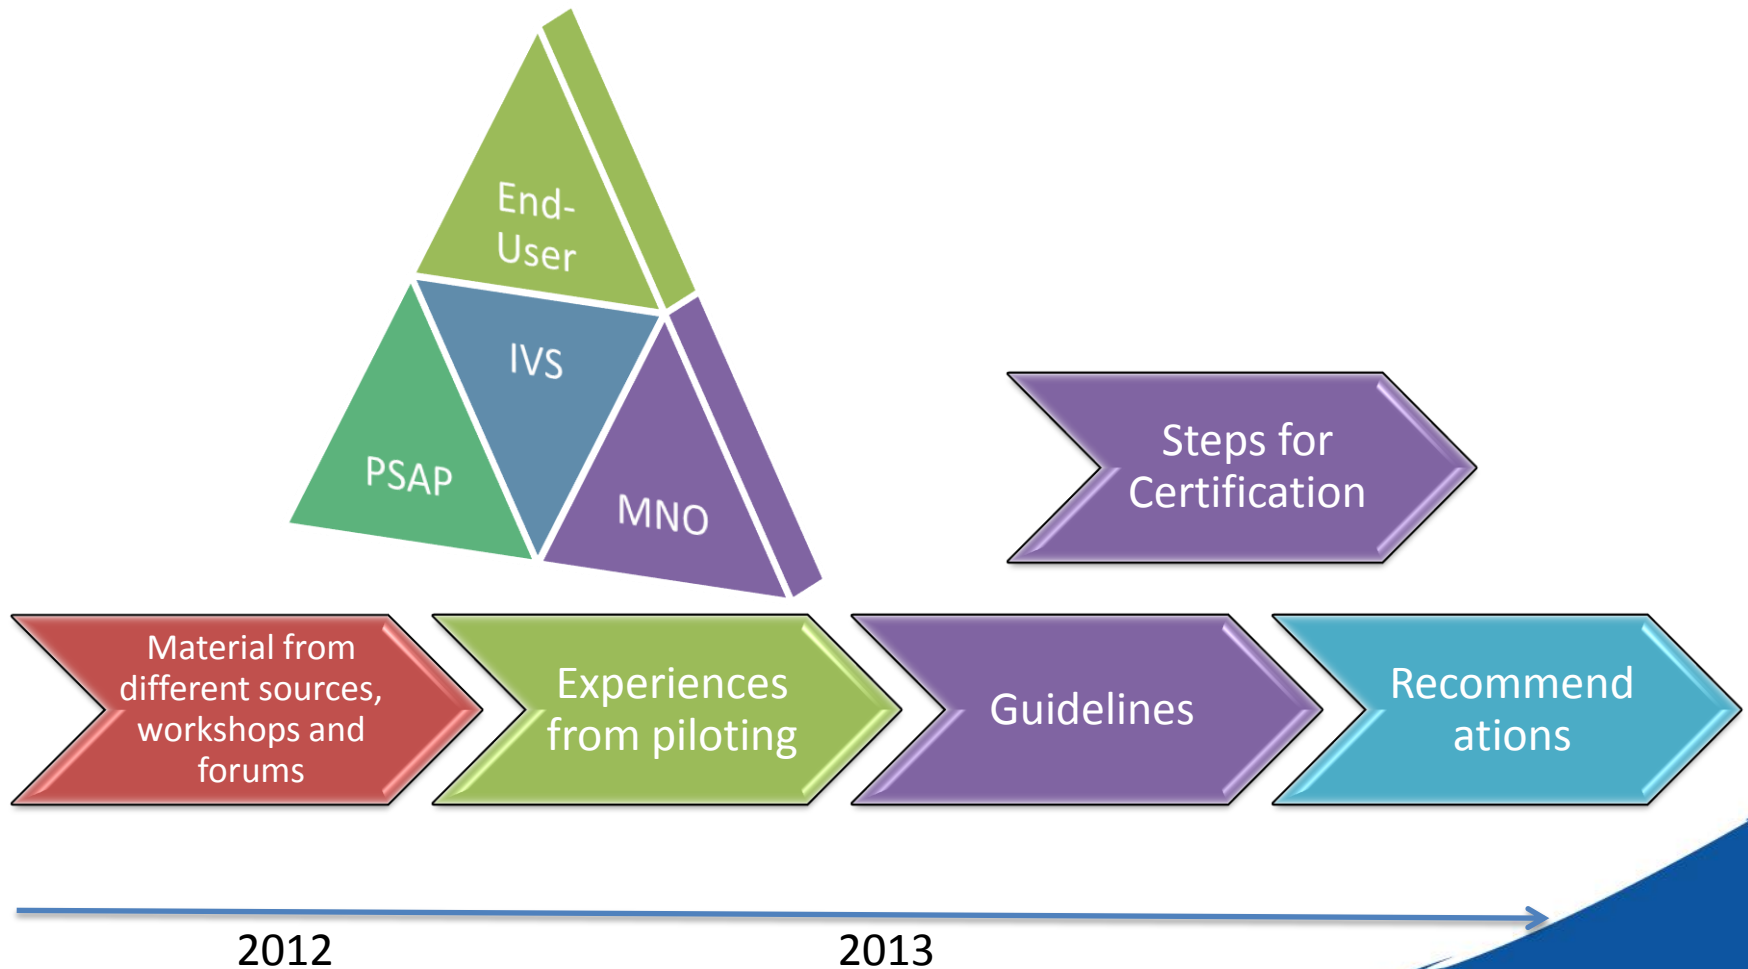 End-
User
IVS
PSAP
MNO
Steps for
Certification
Material from
different sources,
workshops and
forums
Experiences
from piloting
Guidelines
Recommend
ations
2012
2013